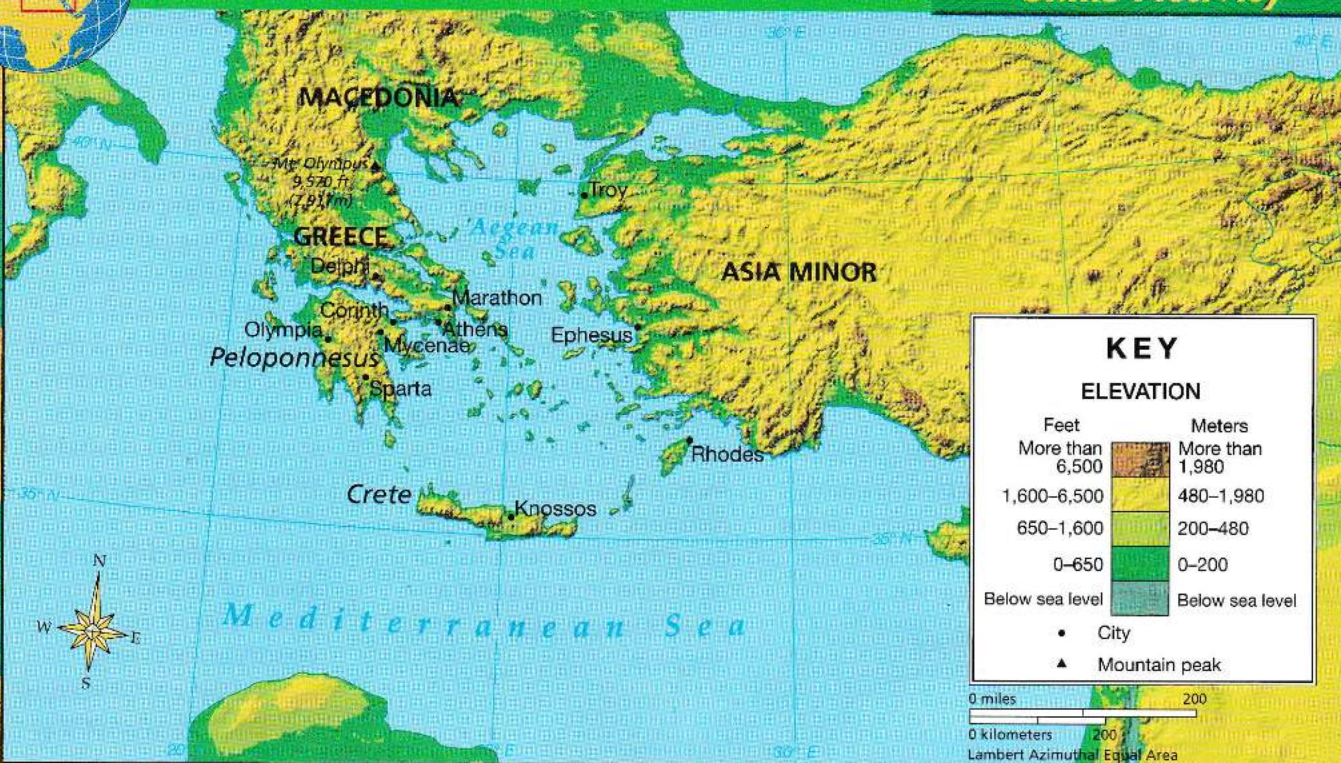 30° E
40° E
MACEDONIA
40° N
Mt. Olympus
9,570 ft.
(2,917m)
Troy
Aegean
Sea
GREECE
Delphi
ASIA MINOR
Marathon
Corinth
Athens
Olympia
Ephesus
Mycenae
Peloponnesus
Sparta
Rhodes
Crete
Knossos
35° N
35° N
Mediterranean Sea
N
W
E
S
20°
E
30° E
KEY
ELEVATION
Feet
Meters
More than
6,500
More than
1,980
1,600–6,500
480–1,980
650–1,600
200–480
0–650
0–200
Below sea level
Below sea level
City
Mountain peak
0 miles
200
0 kilometers
200
Lambert Azimuthal Equal Area